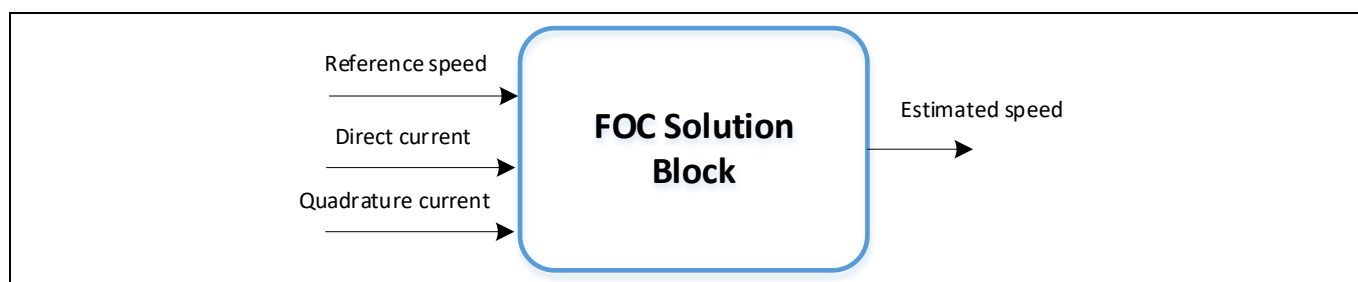 Reference speed
Direct current
Quadrature current
FOC Solution
Block
Estimated speed